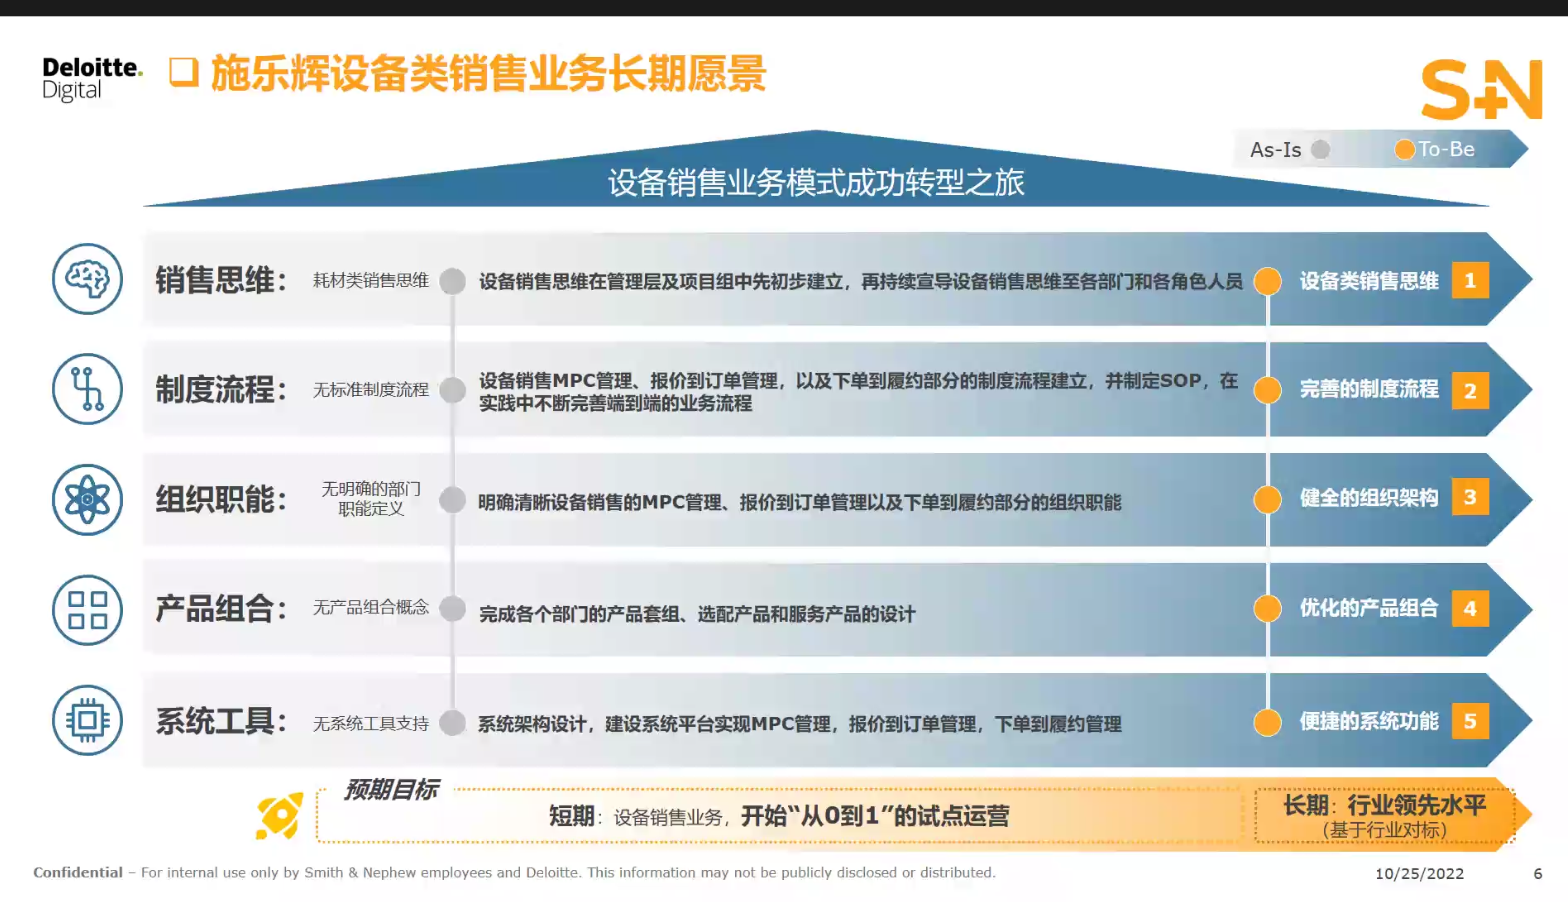 Deloitte.
Digital
施乐辉设备类销售业务长期愿景
S+N
As-Is
To-Be
设备销售业务模式成功转型之旅
销售思维：
耗材类销售思维
设备销售思维在管理层及项目组中先初步建立，再持续宣导设备销售思维至各部门和各角色人员
设备类销售思维
1
制度流程：
无标准制度流程
设备销售MPC管理、报价到订单管理，以及下单到履约部分的制度流程建立，并制定SOP，在
实践中不断完善端到端的业务流程
完善的制度流程
2
组织职能：
无明确的部门
职能定义
明确清晰设备销售的MPC管理、报价到订单管理以及下单到履约部分的组织职能
健全的组织架构
3
产品组合：
无产品组合概念
完成各个部门的产品套组、选配产品和服务产品的设计
优化的产品组合
4
系统工具：
无系统工具支持
系统架构设计，建设系统平台实现MPC管理，报价到订单管理，下单到履约管理
便捷的系统功能
5
预期目标
短期：设备销售业务，开始“从0到1”的试点运营
长期：行业领先水平
（基于行业对标）
Confidential – For internal use only by Smith & Nephew employees and Deloitte. This information may not be publicly disclosed or distributed.
10/25/2022
6